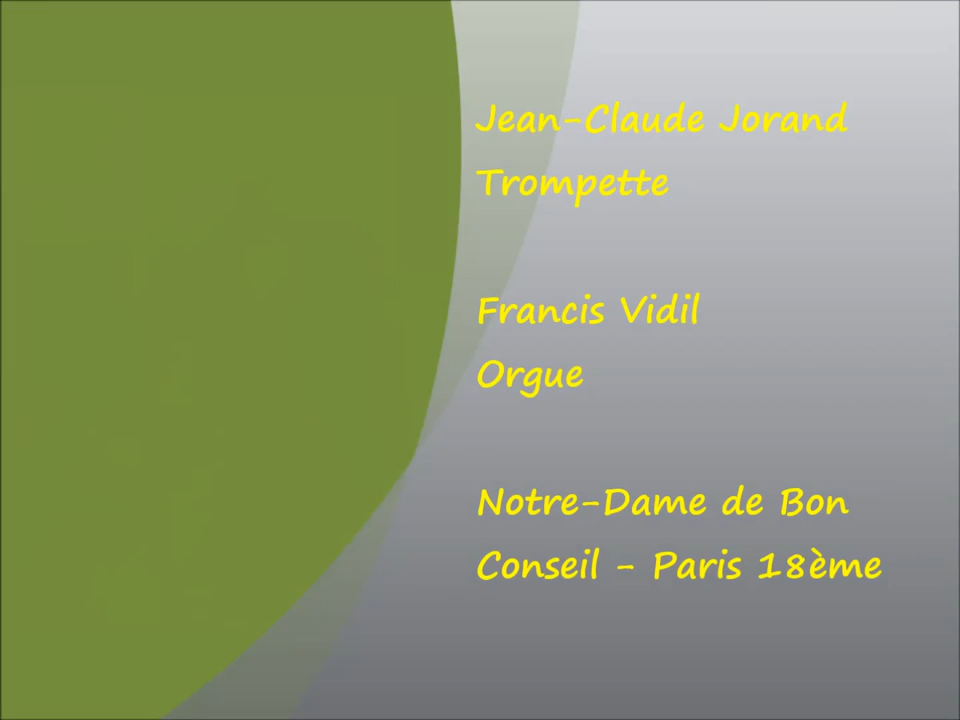 Jean-Claude Jorand
Trompette
Francis Vidil
Orgue
Notre-Dame de Bon
Conseil - Paris 18ème